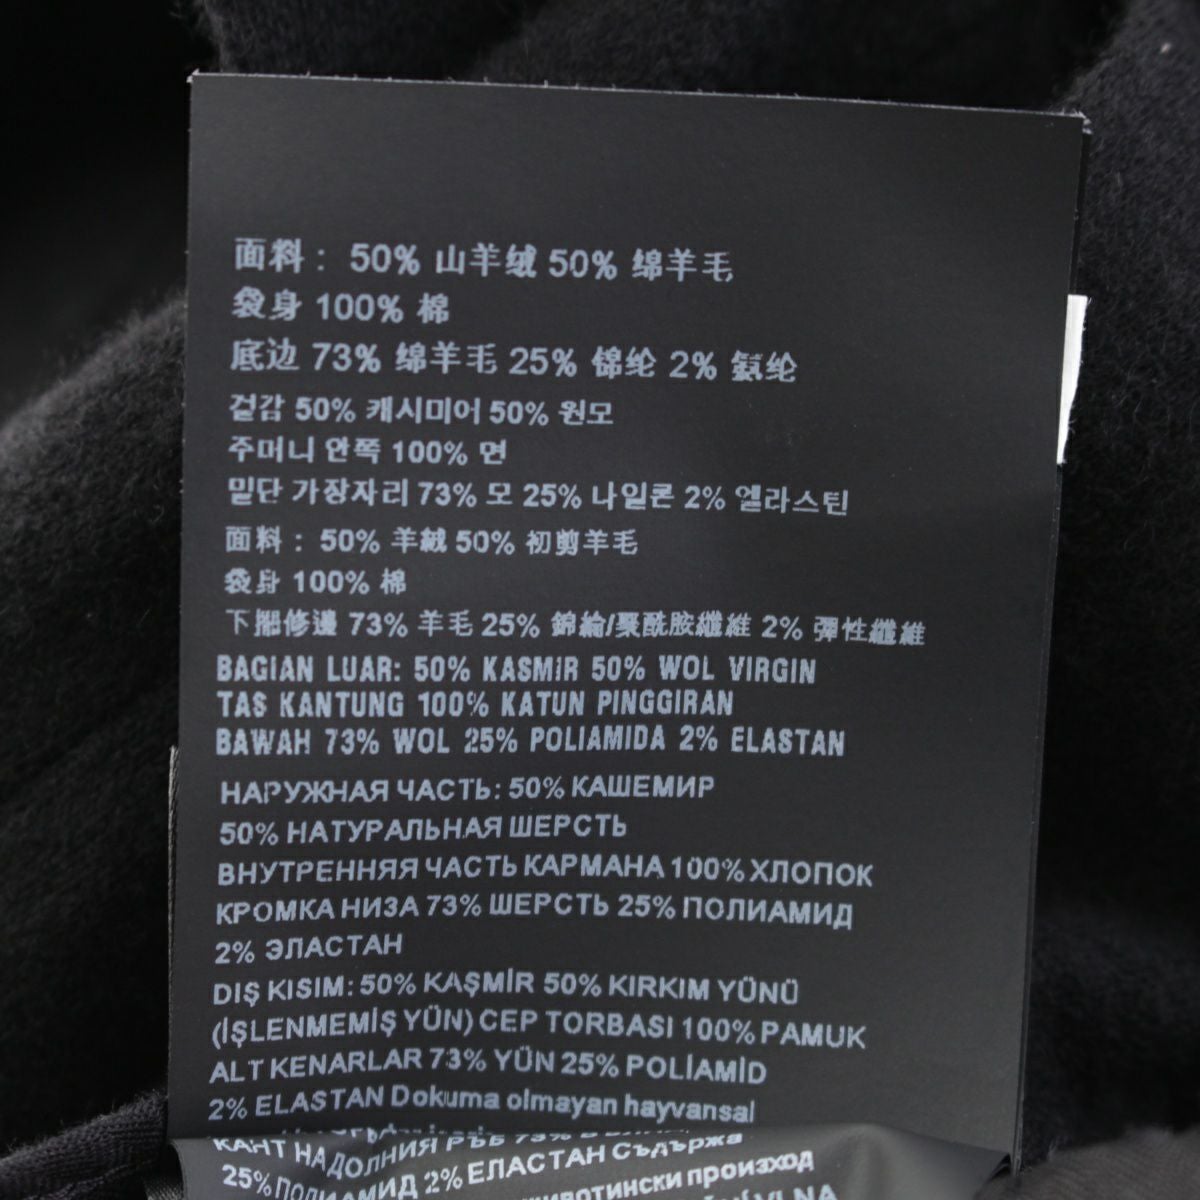 面料： 50% 山羊绒 50% 绵羊毛
袋身 100% 棉
底边 73% 绵羊毛 25% 锦纶 2% 氨纶
겉감 50% 캐시미어 50% 원모
주머니 안쪽 100% 면
밑단 가장자리 73% 모 25% 나일론 2% 엘라스틴
面料： 50% 羊絨 50% 初剪羊毛
袋身 100% 棉
下襬修邊 73% 羊毛 25% 錦綸/聚酰胺纖維 2% 彈性纖維
BAGIAN LUAR: 50% KASMIR 50% WOL VIRGIN
TAS KANTUNG 100% KATUN PINGGIRAN
BAWAH 73% WOL 25% POLIAMIDA 2% ELASTAN
НАРУЖНАЯ ЧАСТЬ: 50% КАШЕМИР
50% НАТУРАЛЬНАЯ ШЕРСТЬ
ВНУТРЕННЯЯ ЧАСТЬ КАРМАНА 100% ХЛОПОК
КРОМКА НИЗА 73% ШЕРСТЬ 25% ПОЛИАМИД
2% ЭЛАСТАН
DIŞ KISIM: 50% KAŞMİR 50% KIRKIM YÜNÜ
(İŞLENMEMİŞ YÜN) CEP TORBASI 100% PAMUK
ALT KENARLAR 73% YÜN 25% POLİAMİD
2% ELASTAN Dokuma olmayan hayvansal
КАНТ НА ДОЛНИЯ РЪБ 73%
25% ПОЛИАМИД 2% ЕЛАСТАН Съдържа
животински произход